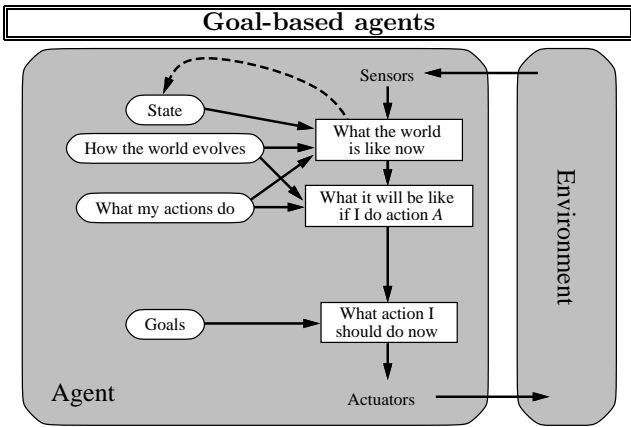 Goal-based agents
Sensors
State
What the world
is like now
How the world evolves
What my actions do
What it will be like
if I do action A
Goals
What action I
should do now
Agent
Actuators
Environment